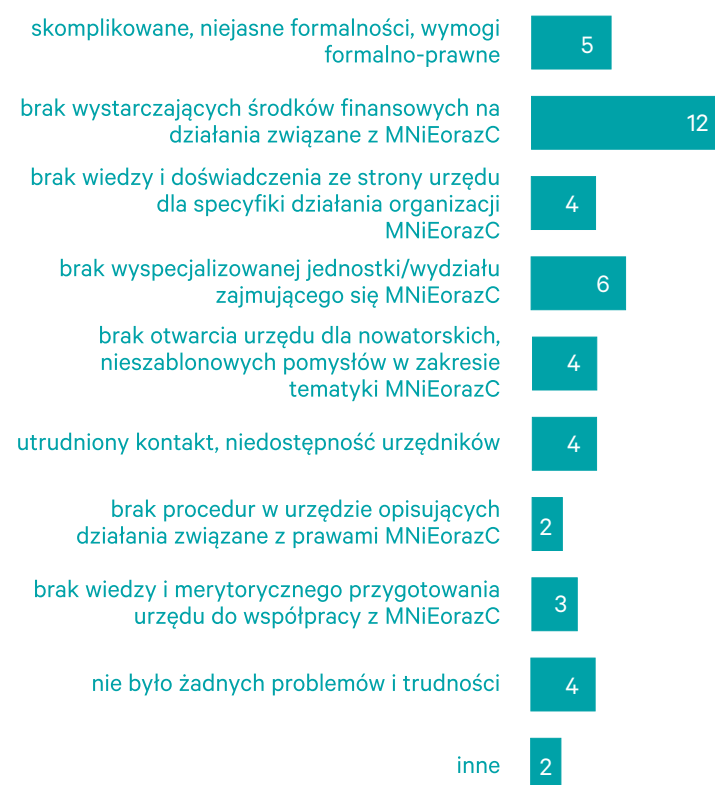 skomplikowane, niejasne formalności, wymogi
formalno-prawne
5
brak wystarczających środków finansowych na
działania związane z MNiEorazC
12
brak wiedzy i doświadczenia ze strony urzędu
dla specyfiki działania organizacji
MNiEorazC
4
brak wyspecjalizowanej jednostki/wydziału
zajmującego się MNiEorazC
6
brak otwarcia urzędu dla nowatorskich,
nieszablonowych pomysłów w zakresie
tematyki MNiEorazC
4
utrudniony kontakt, niedostępność urzędników
4
brak procedur w urzędzie opisujących
działania związane z prawami MNiEorazC
2
brak wiedzy i merytorycznego przygotowania
urzędu do współpracy z MNiEorazC
3
nie było żadnych problemów i trudności
4
inne
2